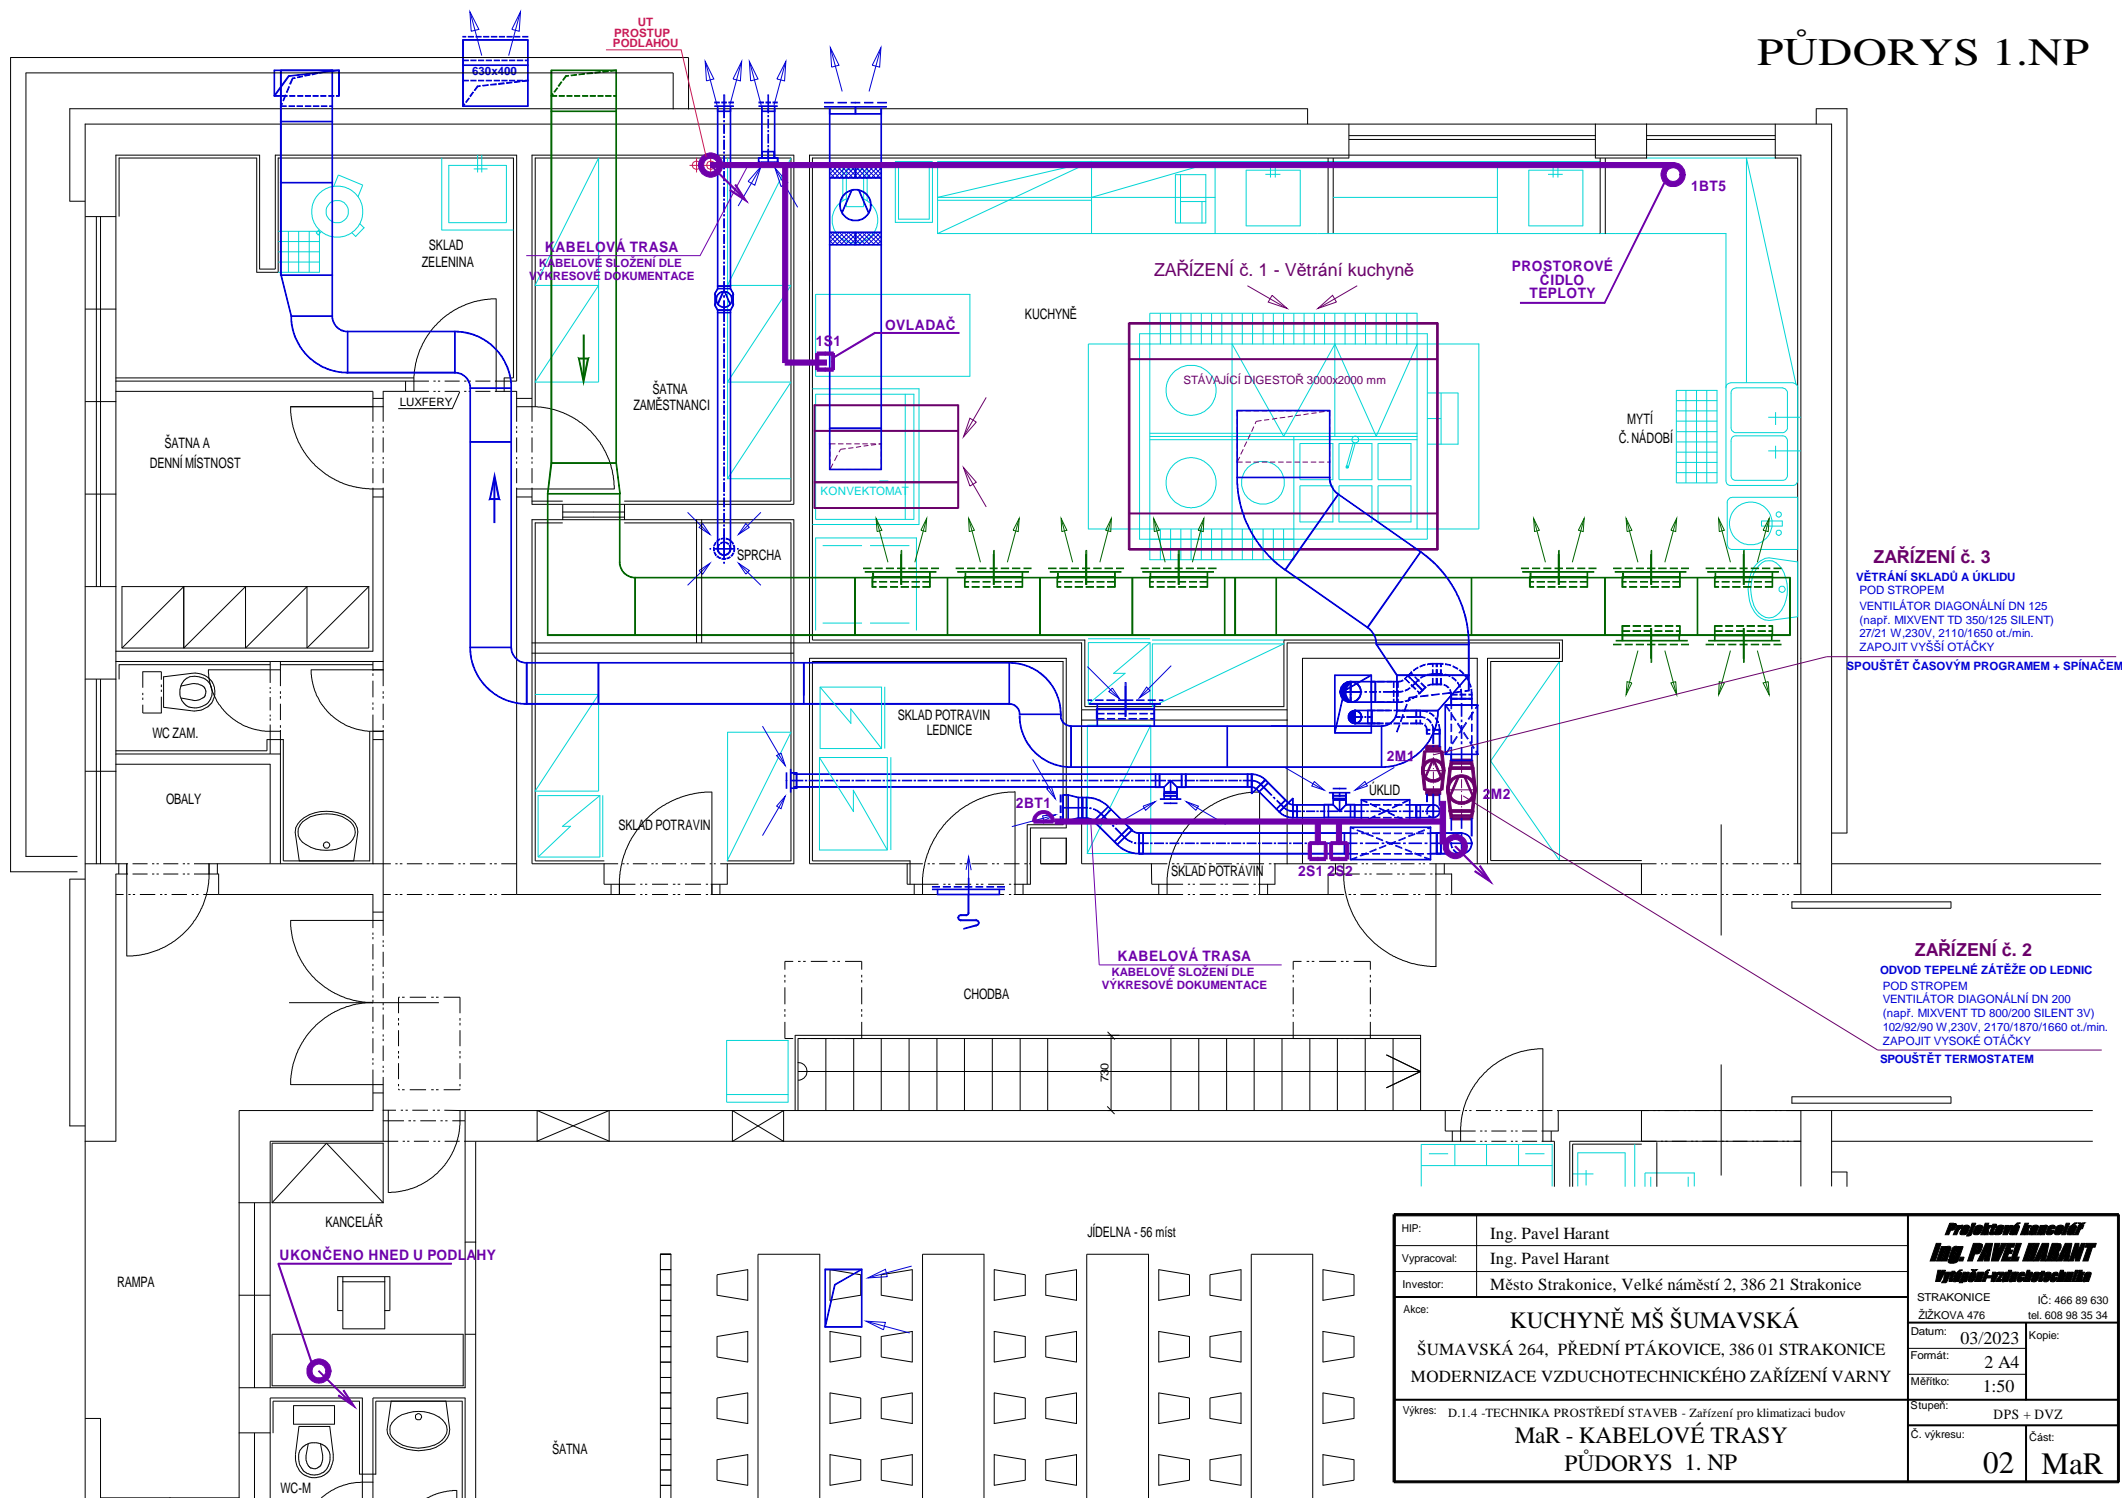 PŮDORYS 1.NP
UT
PROSTUP
PODLAHOU
630x400
SKLAD
ZELENINA
KABELOVÁ TRASA
KABELOVÉ SLOŽENÍ DLE
VÝKRESOVÉ DOKUMENTACE
1BT5
PROSTOROVÉ
ČIDLO
TEPLOTY
ZAŘÍZENÍ č. 1 - Větrání kuchyně
KUCHYNĚ
OVLADAČ
1S1
STÁVAJÍCÍ DIGESTOŘ 3000x2000 mm
ŠATNA
ZAMĚSTNANCI
LUXFERY
ŠATNA A
DENNÍ MÍSTNOST
MYTÍ
Č. NÁDOBÍ
KONVEKTOMAT
SPRCHA
ZAŘÍZENÍ č. 3
VĚTRÁNÍ SKLADŮ A ÚKLIDU
POD STROPEM
VENTILÁTOR DIAGONÁLNÍ DN 125
(např. MIXVENT TD 350/125 SILENT)
27/21 W,230V, 2110/1650 ot./min.
ZAPOJIT VYŠŠÍ OTÁČKY
SPOUŠTĚT ČASOVÝM PROGRAMEM + SPÍNAČEM
WC ZAM.
SKLAD POTRAVIN
LEDNICE
2M1
OBALY
2BT1
ÚKLID
2M2
SKLAD POTRAVIN
SKLAD POTRAVIN
2S1 2S2
KABELOVÁ TRASA
KABELOVÉ SLOŽENÍ DLE
VÝKRESOVÉ DOKUMENTACE
CHODBA
ZAŘÍZENÍ č. 2
ODVOD TEPELNÉ ZÁTĚŽE OD LEDNIC
POD STROPEM
VENTILÁTOR DIAGONÁLNÍ DN 200
(např. MIXVENT TD 800/200 SILENT 3V)
102/92/90 W,230V, 2170/1870/1660 ot./min.
ZAPOJIT VYSOKÉ OTÁČKY
SPOUŠTĚT TERMOSTATEM
730
KANCELÁŘ
UKONČENO HNED U PODLAHY
RAMPA
JÍDELNA - 56 míst
ŠATNA
WC-M
HIP: Ing. Pavel Harant
Vypracoval: Ing. Pavel Harant
Investor: Město Strakonice, Velké náměstí 2, 386 21 Strakonice
Akce:
KUCHYNĚ MŠ ŠUMAVSKÁ
ŠUMAVSKÁ 264, PŘEDNÍ PTÁKOVICE, 386 01 STRAKONICE
MODERNIZACE VZDUCHOTECHNICKÉHO ZAŘÍZENÍ VARNY
Výkres: D.1.4 -TECHNIKA PROSTŘEDÍ STAVEB - Zařízení pro klimatizaci budov
MaR - KABELOVÉ TRASY
PŮDORYS 1. NP
Projektová kancelář
Ing. PAVEL HARANT
Vytápění-vzduchotechnika
STRAKONICE IČ: 466 89 630
ŽIŽKOVA 476 tel. 608 98 35 34
Datum: 03/2023 Kopie:
Formát: 2 A4
Měřítko: 1:50
Stupeň: DPS + DVZ
Č. výkresu: 02
Část: MaR